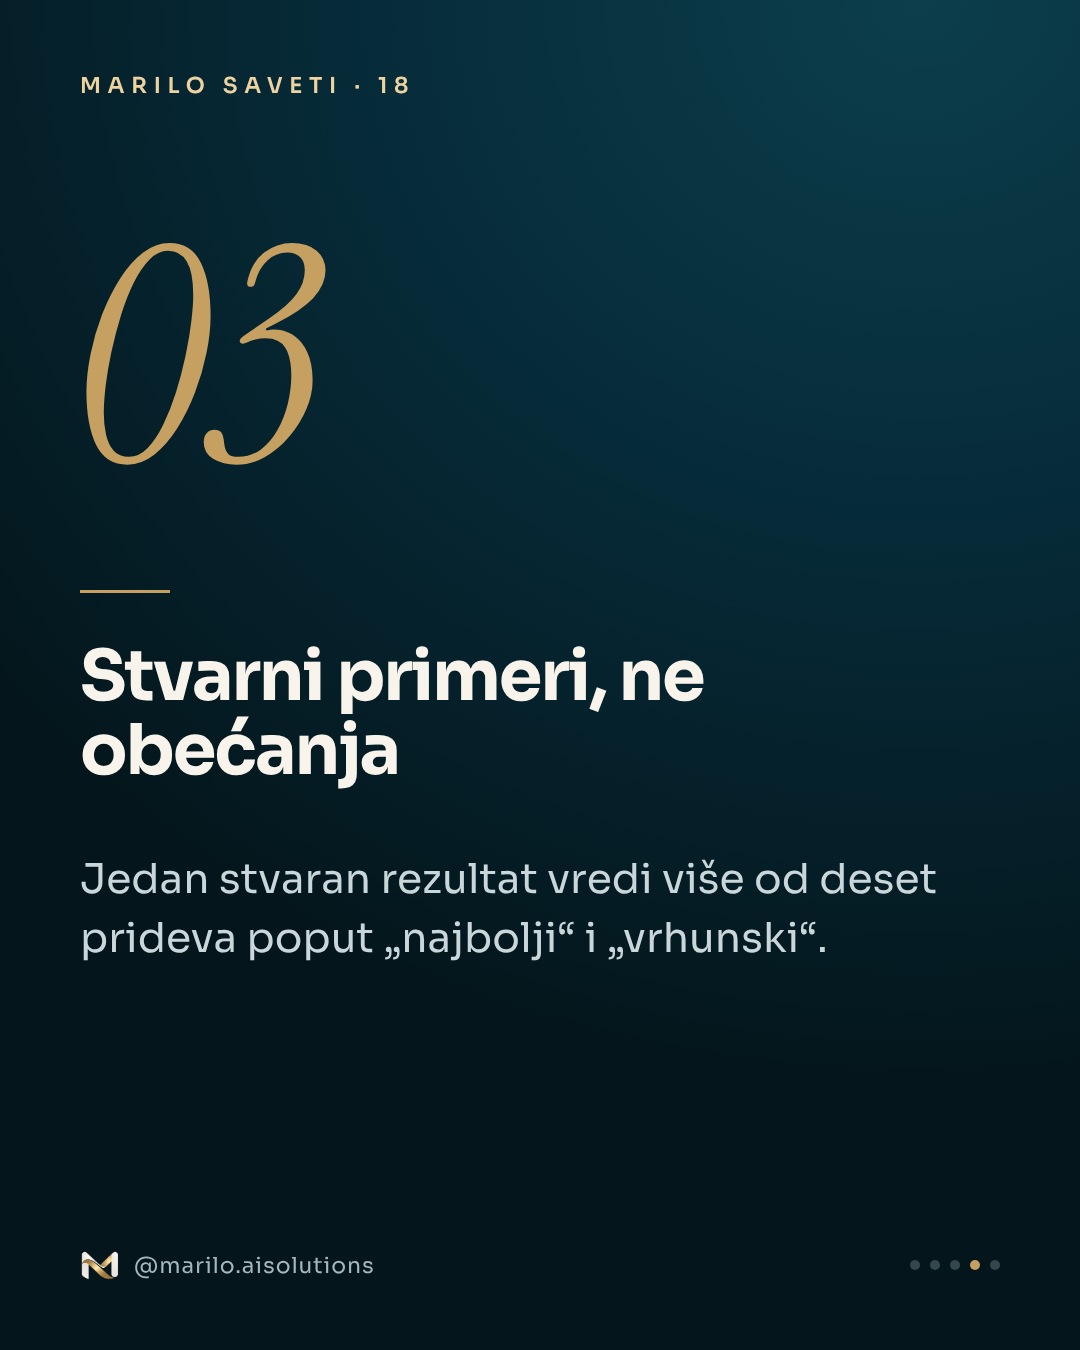 MARILO SAVETI · 18
03
Stvarni primeri, ne
obećanja
Jedan stvaran rezultat vredi više od deset
prideva poput „najbolji“ i „vrhunski“.
@marilo.aisolutions